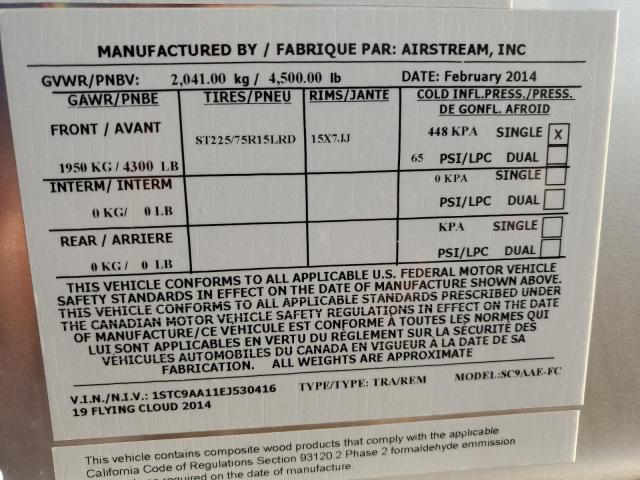 MANUFACTURED BY / FABRIQUE PAR: AIRSTREAM, INC
GVWR/PNBV: 2,041.00 kg / 4,500.00 lb DATE: February 2014
GAWR/PNBE TIRES/PNEU RIMS/JANTE COLD INFL.PRESS./PRESS.
DE GONFL. AFROID
FRONT / AVANT ST225/75R15LRD 15X7JJ 448 KPA SINGLE X
1950 KG / 4300 LB 65 PSI/LPC DUAL
INTERM/ INTERM 0 KPA SINGLE
0 KG/ 0 LB PSI/LPC DUAL
REAR / ARRIERE KPA SINGLE
0 KG / 0 LB PSI/LPC DUAL
THIS VEHICLE CONFORMS TO ALL APPLICABLE U.S. FEDERAL MOTOR VEHICLE
SAFETY STANDARDS IN EFFECT ON THE DATE OF MANUFACTURE SHOWN ABOVE.
THIS VEHICLE CONFORMS TO ALL APPLICABLE STANDARDS PRESCRIBED UNDER
THE CANADIAN MOTOR VEHICLE SAFETY REGULATIONS IN EFFECT ON THE DATE
OF MANUFACTURE/CE VÉHICULE EST CONFORME À TOUTES LES NORMES QUI
LUI SONT APPLICABLES EN VERTU DU RÈGLEMENT SUR LA SÉCURITÉ DES
VÉHICULES AUTOMOBILES DU CANADA EN VIGUEUR À LA DATE DE SA
FABRICATION. ALL WEIGHTS ARE APPROXIMATE
V.I.N./N.I.V.: 1STC9AA11EJ530416 TYPE/TYPE: TRA/REM MODEL:SC9AAE-FC
19 FLYING CLOUD 2014
This vehicle contains composite wood products that comply with the applicable
California Code of Regulations Section 93120.2 Phase 2 formaldehyde emmission
required on the date of manufacture.